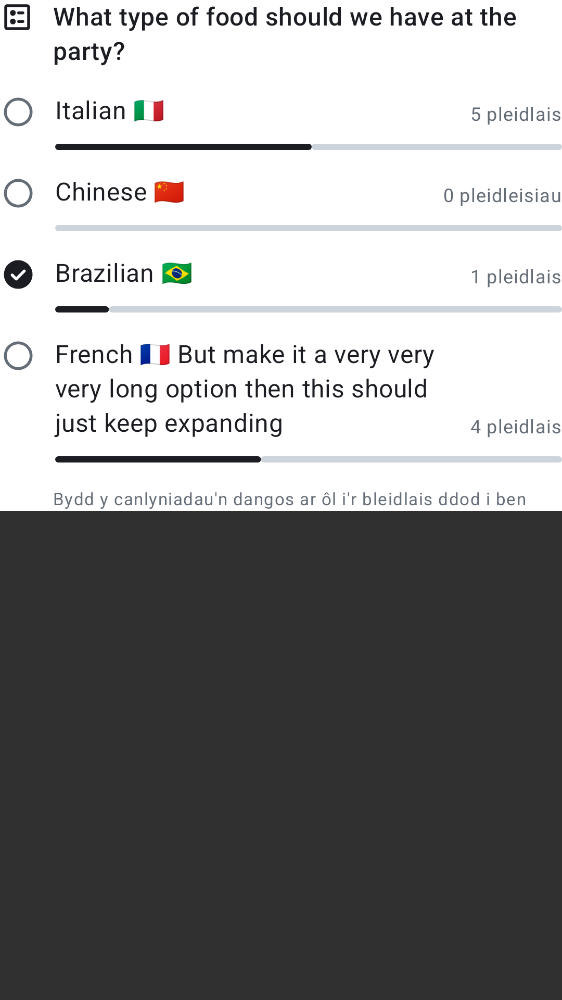 What type of food should we have at the
party?
Italian 🇮🇹
5 pleidlais
Chinese 🇨🇳
0 pleidleisiau
Brazilian 🇧🇷
1 pleidlais
French 🇫🇷 But make it a very very
very long option then this should
just keep expanding
4 pleidlais
Bydd y canlyniadau'n dangos ar ôl i'r bleidlais ddod i ben